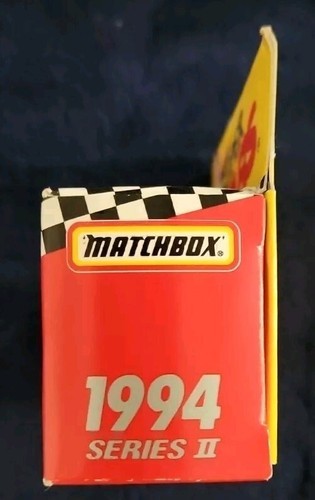 "MATCHBOX"®
1994
SERIES II